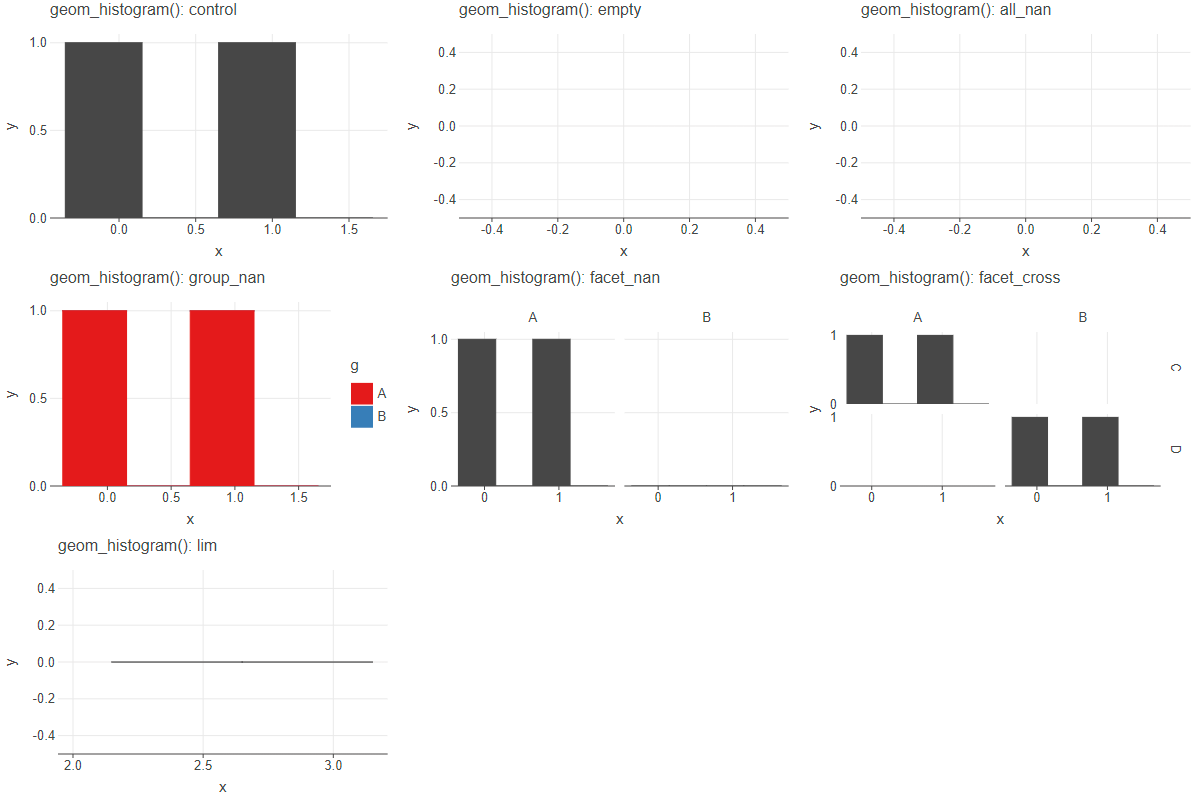 geom_histogram(): control
1.0
0.5
0.0
y
0.0 0.5 1.0 1.5
x
geom_histogram(): empty
0.4
0.2
0.0
-0.2
-0.4
y
-0.4 -0.2 0.0 0.2 0.4
x
geom_histogram(): all_nan
0.4
0.2
0.0
-0.2
-0.4
y
-0.4 -0.2 0.0 0.2 0.4
x
geom_histogram(): group_nan
1.0
0.5
0.0
y
0.0 0.5 1.0 1.5
x
g
A
B
geom_histogram(): facet_nan
A B
1.0
0.5
0.0
y
0 1 0 1
x
geom_histogram(): facet_cross
A B
1
0
C
1
0
D
y
0 1 0 1
x
geom_histogram(): lim
0.4
0.2
0.0
-0.2
-0.4
y
2.0 2.5 3.0
x